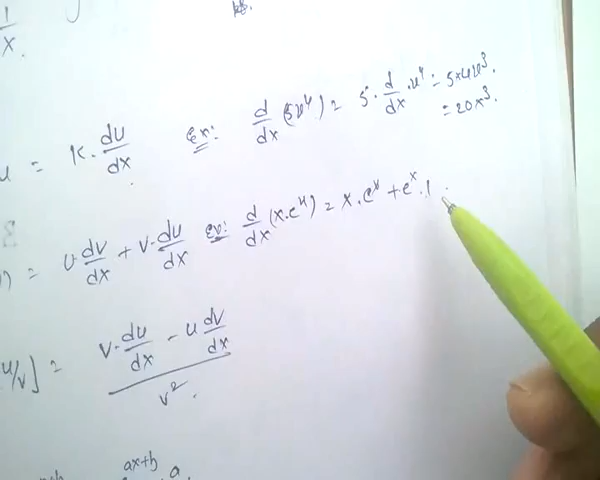 1/x.
u = K. du/dx Ex: d/dx (5x⁴) = 5. d/dx . x⁴ = 5×4x³.
= 20x³.
) = U. dv/dx + V. du/dx Ex: d/dx (x.eˣ) = x.eˣ + eˣ.1
u/v] = (V. du/dx - u dv/dx) / v².
ax+b
a